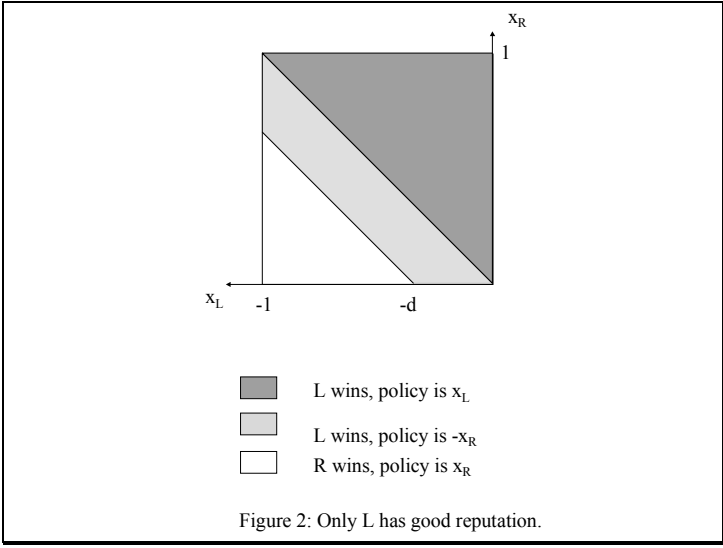 x_R
1
x_L
-1
-d
L wins, policy is x_L
L wins, policy is -x_R
R wins, policy is x_R
Figure 2: Only L has good reputation.